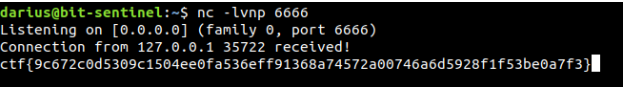 darius@bit-sentinel:~$ nc -lvnp 6666
Listening on [0.0.0.0] (family 0, port 6666)
Connection from 127.0.0.1 35722 received!
ctf{9c672c0d5309c1504ee0fa536eff91368a74572a00746a6d5928f1f53be0a7f3}